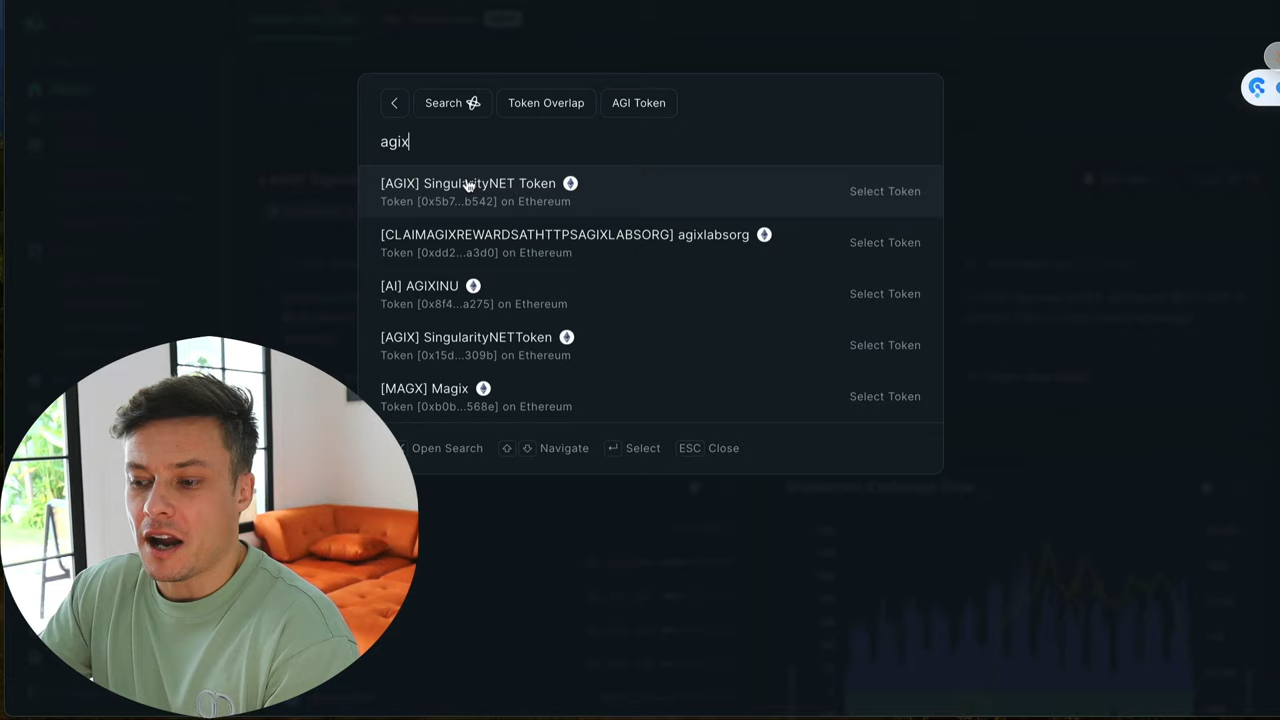 Search
Token Overlap
AGI Token
agix
[AGIX] SingularityNET Token
Token [0x5b7...b542] on Ethereum
Select Token
[CLAIMAGIXREWARDSATHTTPSAGIXLABSORG] agixlabsorg
Token [0xdd2...a3d0] on Ethereum
Select Token
[AI] AGIXINU
Token [0x8f4...a275] on Ethereum
Select Token
[AGIX] SingularityNETToken
Token [0x15d...309b] on Ethereum
Select Token
[MAGX] Magix
Token [0xb0b...568e] on Ethereum
Select Token
Open Search
Navigate
Select
ESC Close